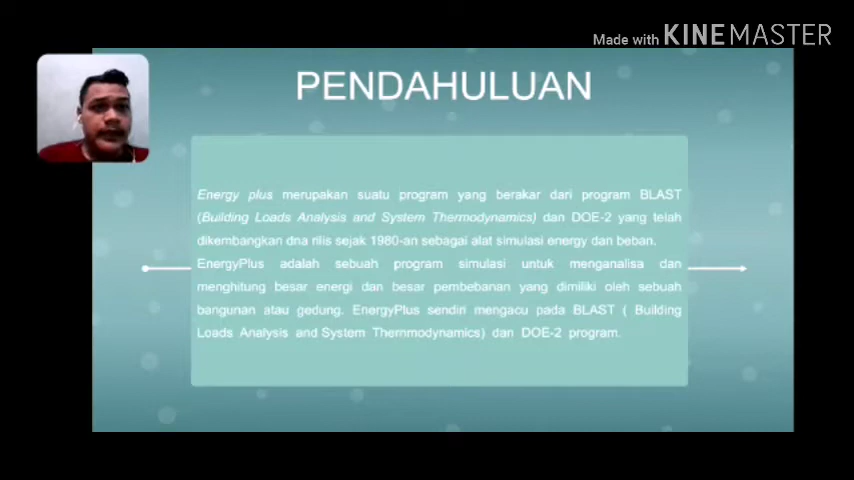 Made with KINEMASTER
PENDAHULUAN
Energy plus merupakan suatu program yang berakar dari program BLAST
(Building Loads Analysis and System Thermodynamics) dan DOE-2 yang telah
dikembangkan dna rilis sejak 1980-an sebagai alat simulasi energy dan beban.
EnergyPlus adalah sebuah program simulasi untuk menganalisa dan
menghitung besar energi dan besar pembebanan yang dimiliki oleh sebuah
bangunan atau gedung. EnergyPlus sendiri mengacu pada BLAST ( Building
Loads Analysis and System Thernmodynamics) dan DOE-2 program.